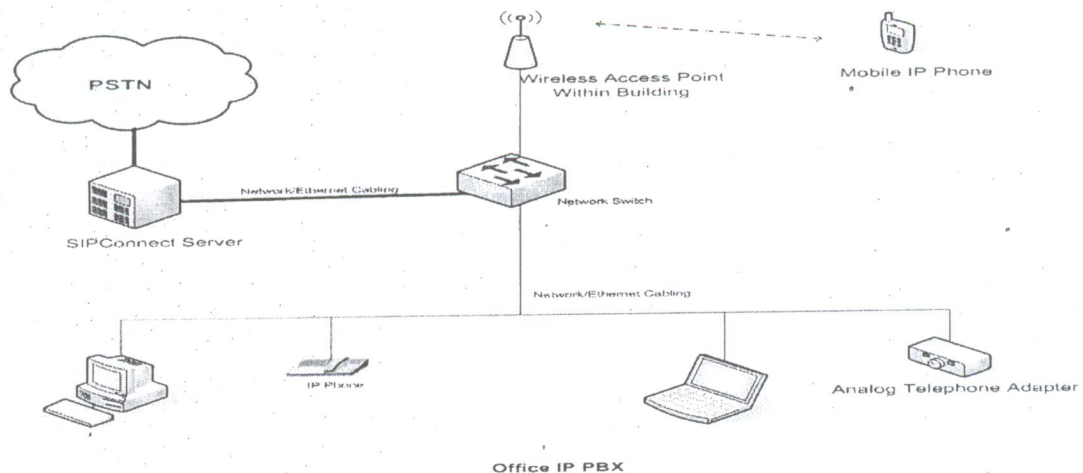 PSTN
Wireless Access Point
Within Building
Mobile IP Phone
Network/Ethernet Cabling
Network Switch
SIPConnect Server
Network/Ethernet Cabling
IP Phone
Analog Telephone Adapter
Office IP PBX